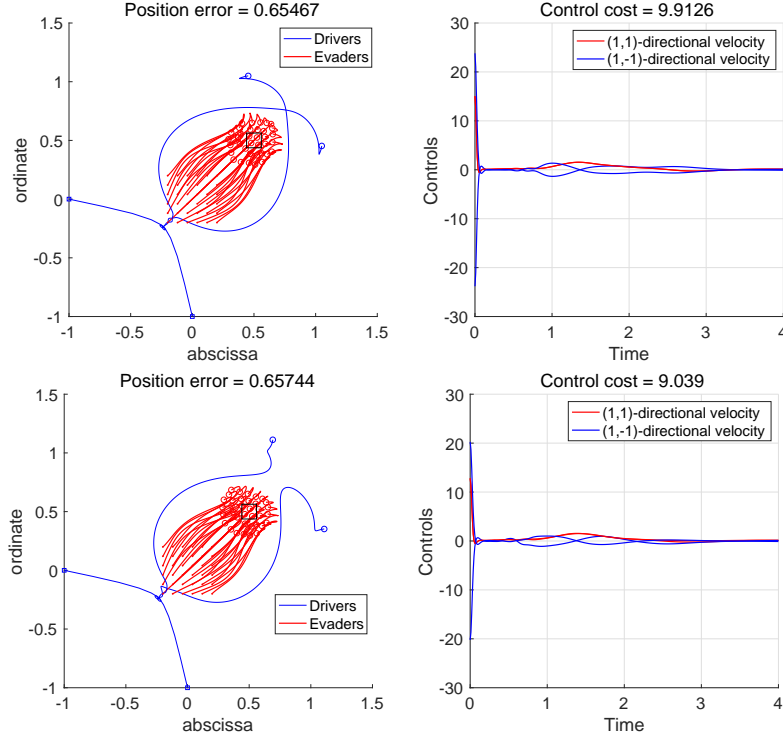 Position error = 0.65467
Drivers
Evaders
1.5
1
0.5
0
-0.5
-1
-1
-0.5
0
0.5
1
1.5
ordinate
abscissa
Control cost = 9.9126
(1,1)-directional velocity
(1,-1)-directional velocity
30
20
10
0
-10
-20
-30
0
1
2
3
4
Controls
Time
Position error = 0.65744
Drivers
Evaders
1.5
1
0.5
0
-0.5
-1
-1
-0.5
0
0.5
1
1.5
ordinate
abscissa
Control cost = 9.039
(1,1)-directional velocity
(1,-1)-directional velocity
30
20
10
0
-10
-20
-30
0
1
2
3
4
Controls
Time